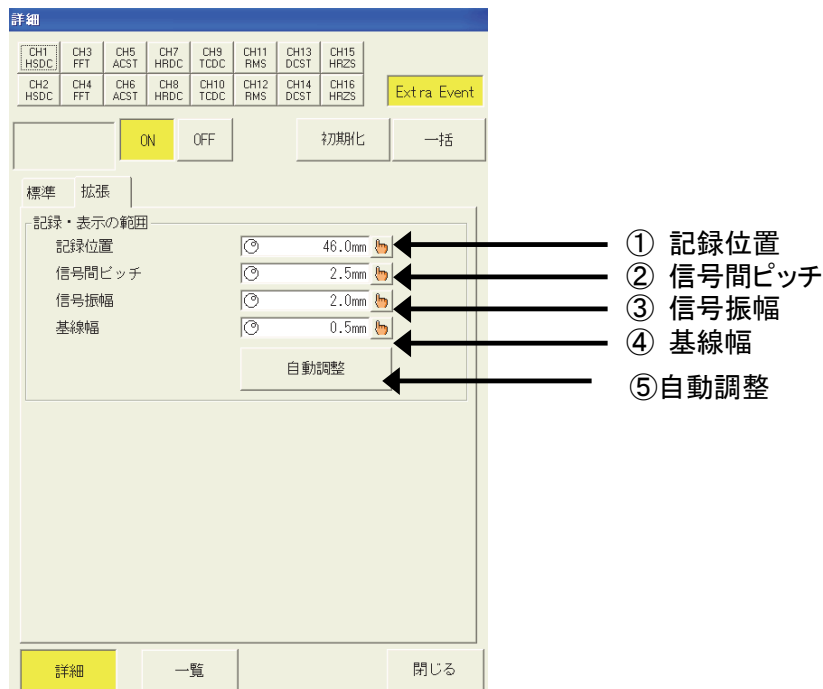 詳細
CH1 HSDC CH3 FFT CH5 ACST CH7 HRDC CH9 TCDC CH11 RMS CH13 DCST CH15 HRZS
CH2 HSDC CH4 FFT CH6 ACST CH8 HRDC CH10 TCDC CH12 RMS CH14 DCST CH16 HRZS Extra Event
ON OFF 初期化 一括
標準 拡張
記録・表示の範囲
記録位置 46.0mm ① 記録位置
信号間ピッチ 2.5mm ② 信号間ピッチ
信号振幅 2.0mm ③ 信号振幅
基線幅 0.5mm ④ 基線幅
自動調整 ⑤自動調整
詳細 一覧 閉じる